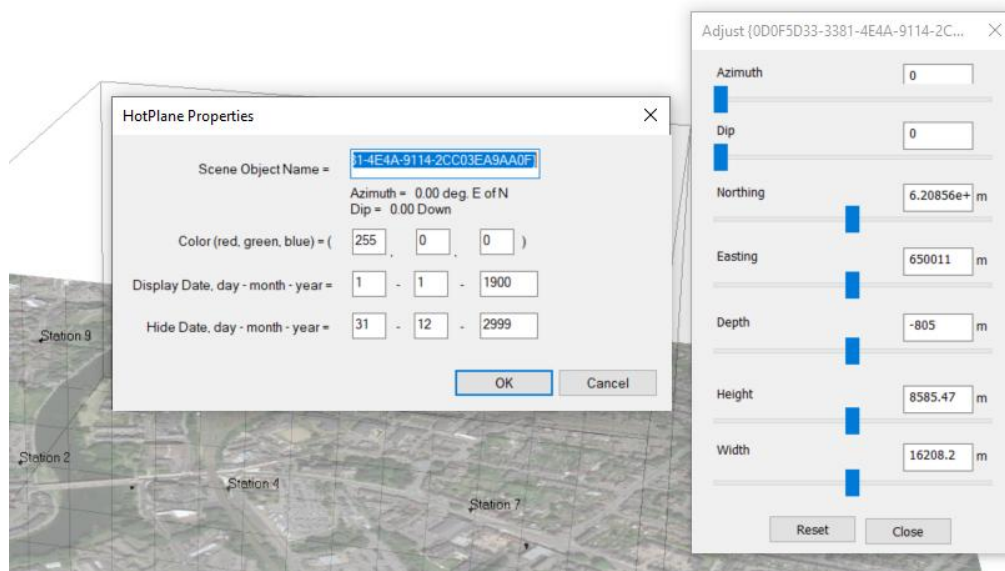 Adjust {0D0F5D33-3381-4E4A-9114-2C...
Azimuth
0
HotPlane Properties
Dip
0
Scene Object Name =
31-4E4A-9114-2CC03EA9AA0F}
Azimuth = 0.00 deg. E of N
Dip = 0.00 Down
Northing
6.20856e+ m
Color (red, green, blue) = ( 255 , 0 , 0 )
Easting
650011 m
Display Date, day - month - year = 1 - 1 - 1900
Hide Date, day - month - year = 31 - 12 - 2999
Depth
-805 m
Station 9
OK Cancel
Height
8585.47 m
Width
16208.2 m
Station 2
Station 4
Station 7
Reset Close